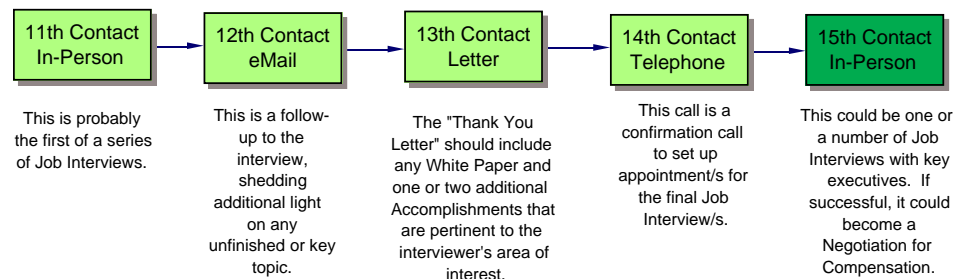 11th Contact
In-Person
12th Contact
eMail
13th Contact
Letter
14th Contact
Telephone
15th Contact
In-Person
This is probably
the first of a series
of Job Interviews.
This is a follow-
up to the
interview,
shedding
additional light
on any
unfinished or key
topic.
The "Thank You
Letter" should include
any White Paper and
one or two additional
Accomplishments that
are pertinent to the
interviewer's area of
interest.
This call is a
confirmation call
to set up
appointment/s for
the final Job
Interview/s.
This could be one or
a number of Job
Interviews with key
executives. If
successful, it could
become a
Negotiation for
Compensation.